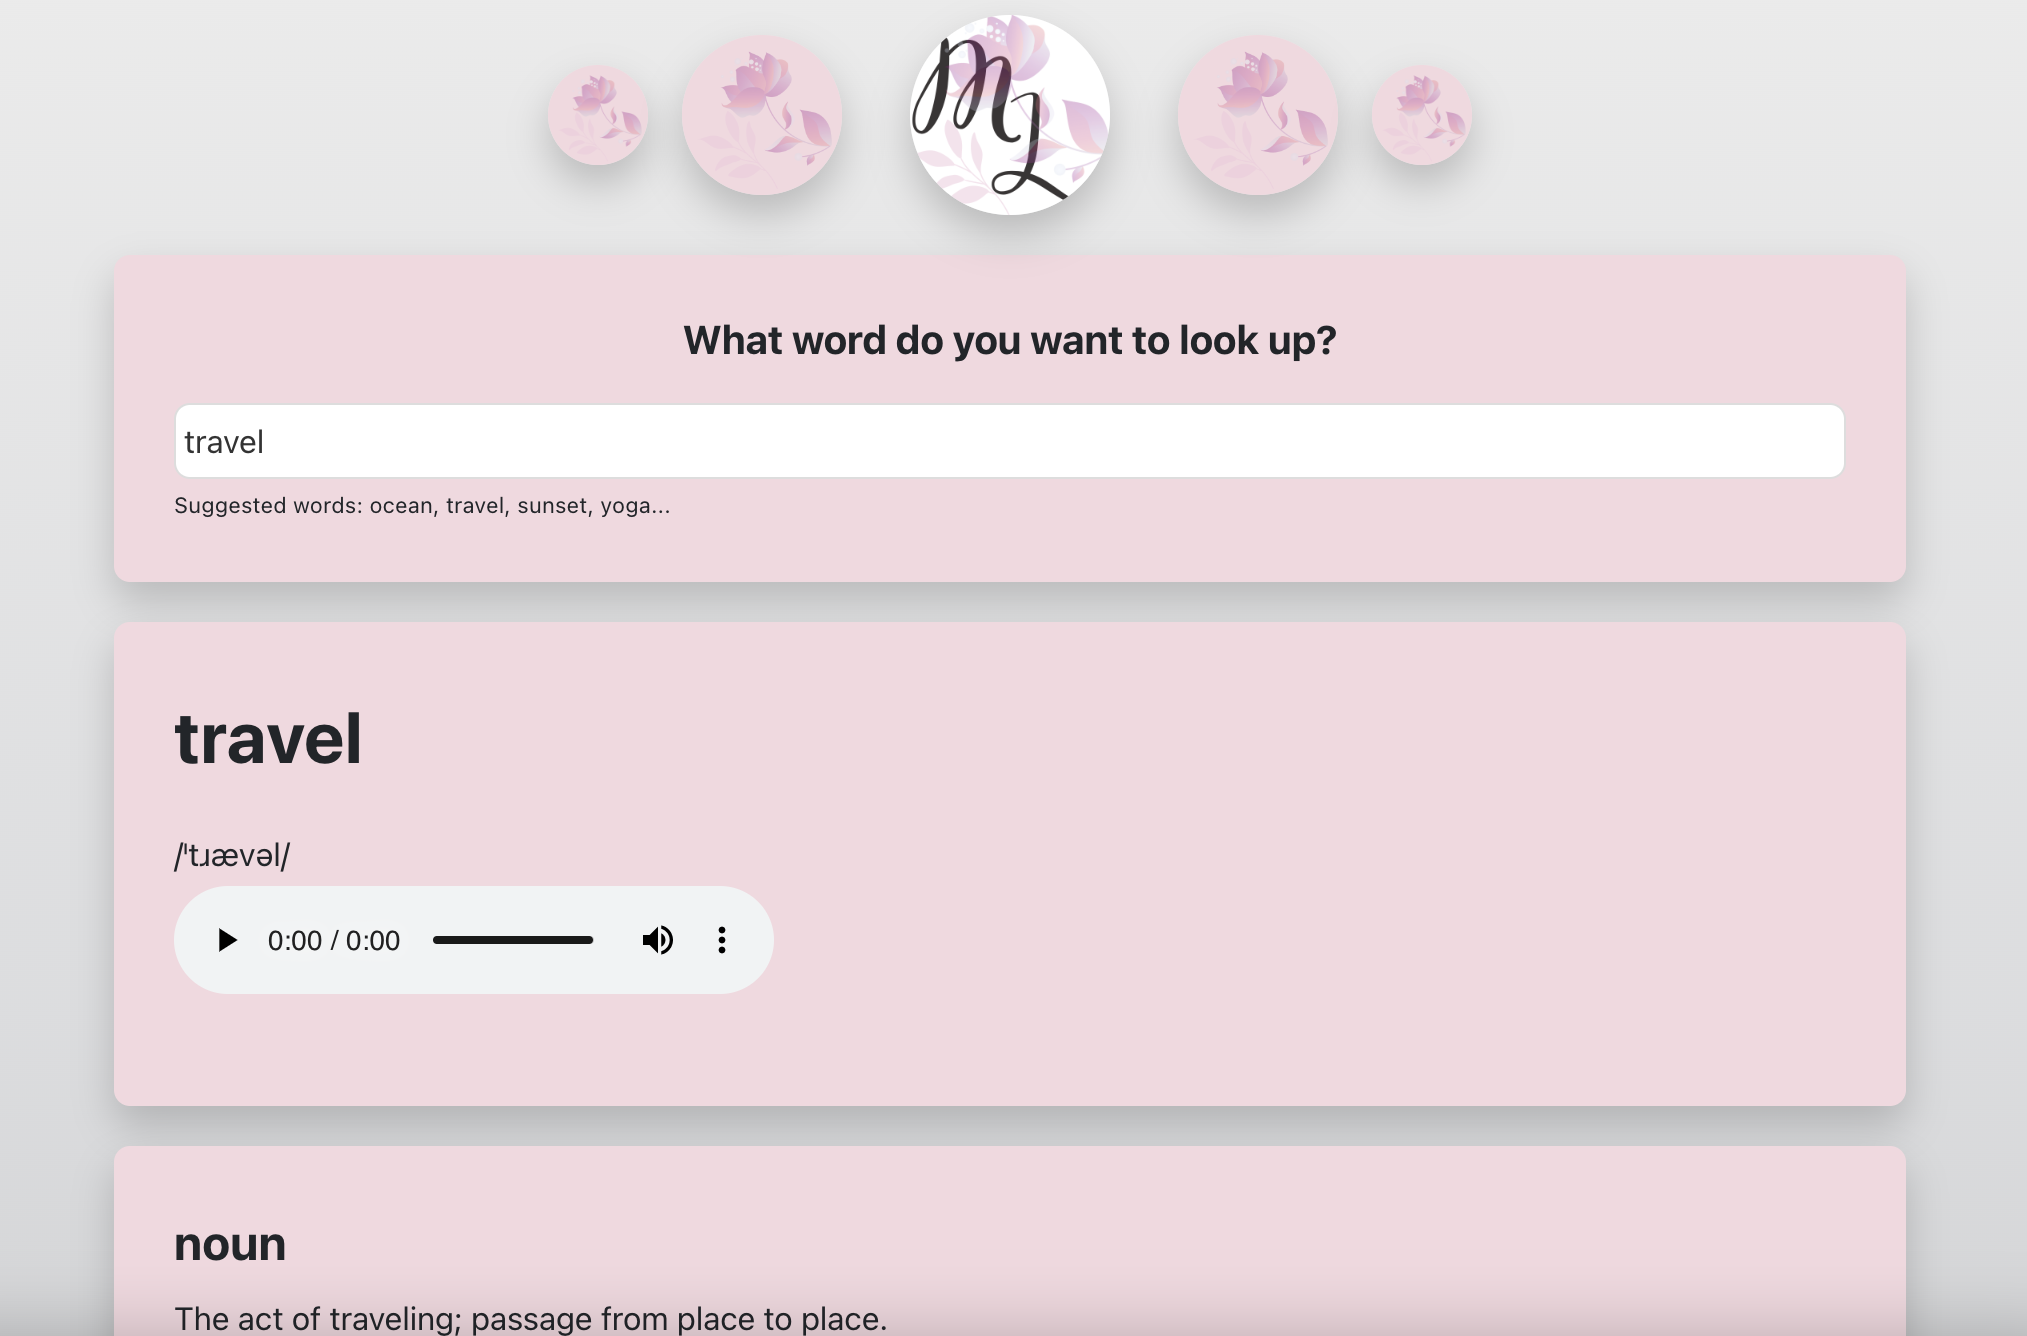 ML
What word do you want to look up?
travel
Suggested words: ocean, travel, sunset, yoga...
travel
/ˈtɹævəl/
0:00 / 0:00
noun
The act of traveling; passage from place to place.